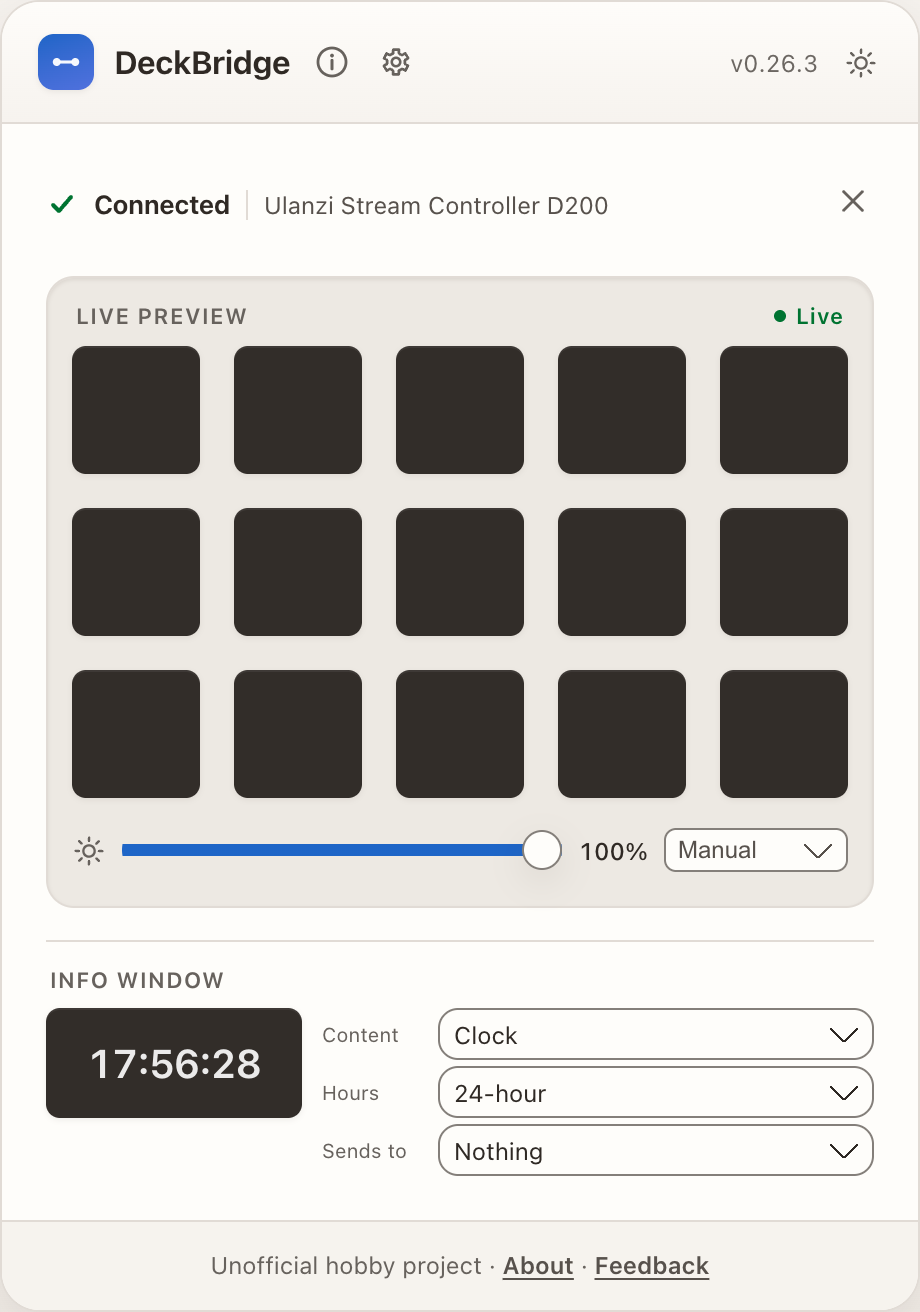 DeckBridge
v0.26.3
Connected
Ulanzi Stream Controller D200
LIVE PREVIEW
Live
100%
Manual
INFO WINDOW
17:56:28
Content
Clock
Hours
24-hour
Sends to
Nothing
Unofficial hobby project · About · Feedback